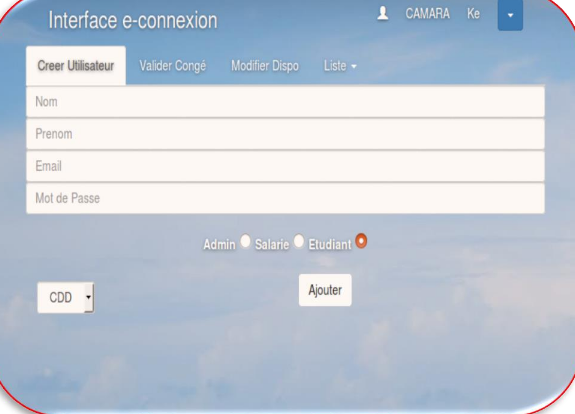 Interface e-connexion CAMARA Ke
Creer Utilisateur Valider Congé Modifier Dispo Liste
Nom
Prenom
Email
Mot de Passe
Admin Salarie Etudiant
CDD Ajouter